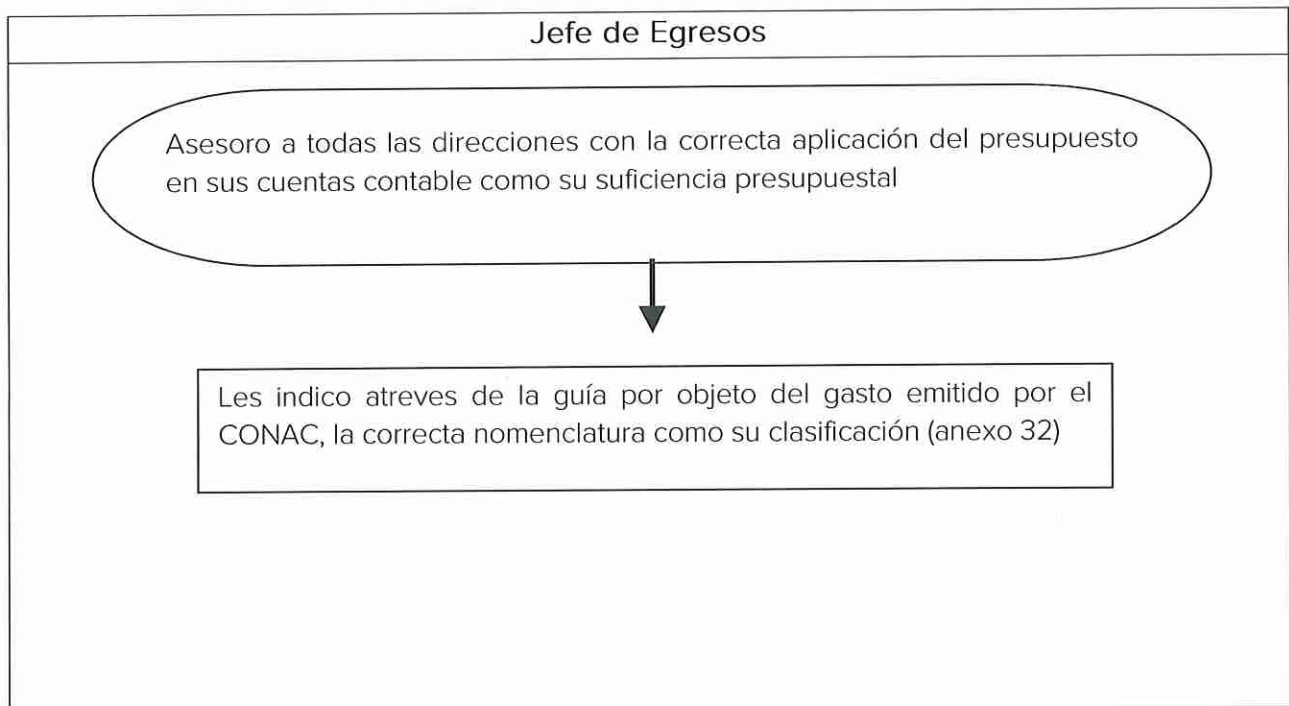 Jefe de Egresos
Asesoro a todas las direcciones con la correcta aplicación del presupuesto
en sus cuentas contable como su suficiencia presupuestal
Les indico atreves de la guía por objeto del gasto emitido por el
CONAC, la correcta nomenclatura como su clasificación (anexo 32)